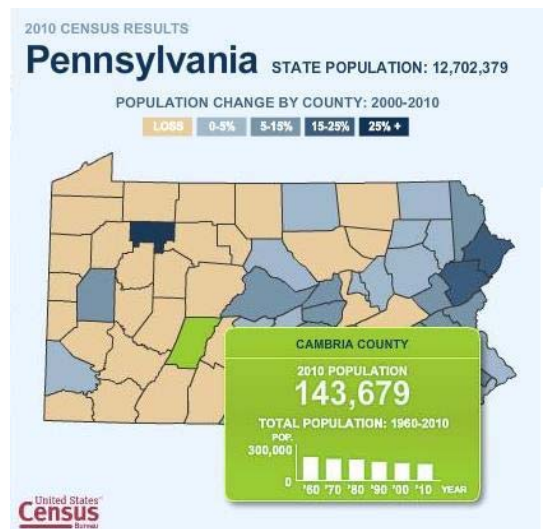 2010 CENSUS RESULTS
Pennsylvania STATE POPULATION: 12,702,379
POPULATION CHANGE BY COUNTY: 2000-2010
LOSS 0-5% 5-15% 15-25% 25% +
CAMBRIA COUNTY
2010 POPULATION
143,679
TOTAL POPULATION: 1960-2010
POP.
300,000
0
'60 '70 '80 '90 '00 '10 YEAR
United States™
Census
Bureau